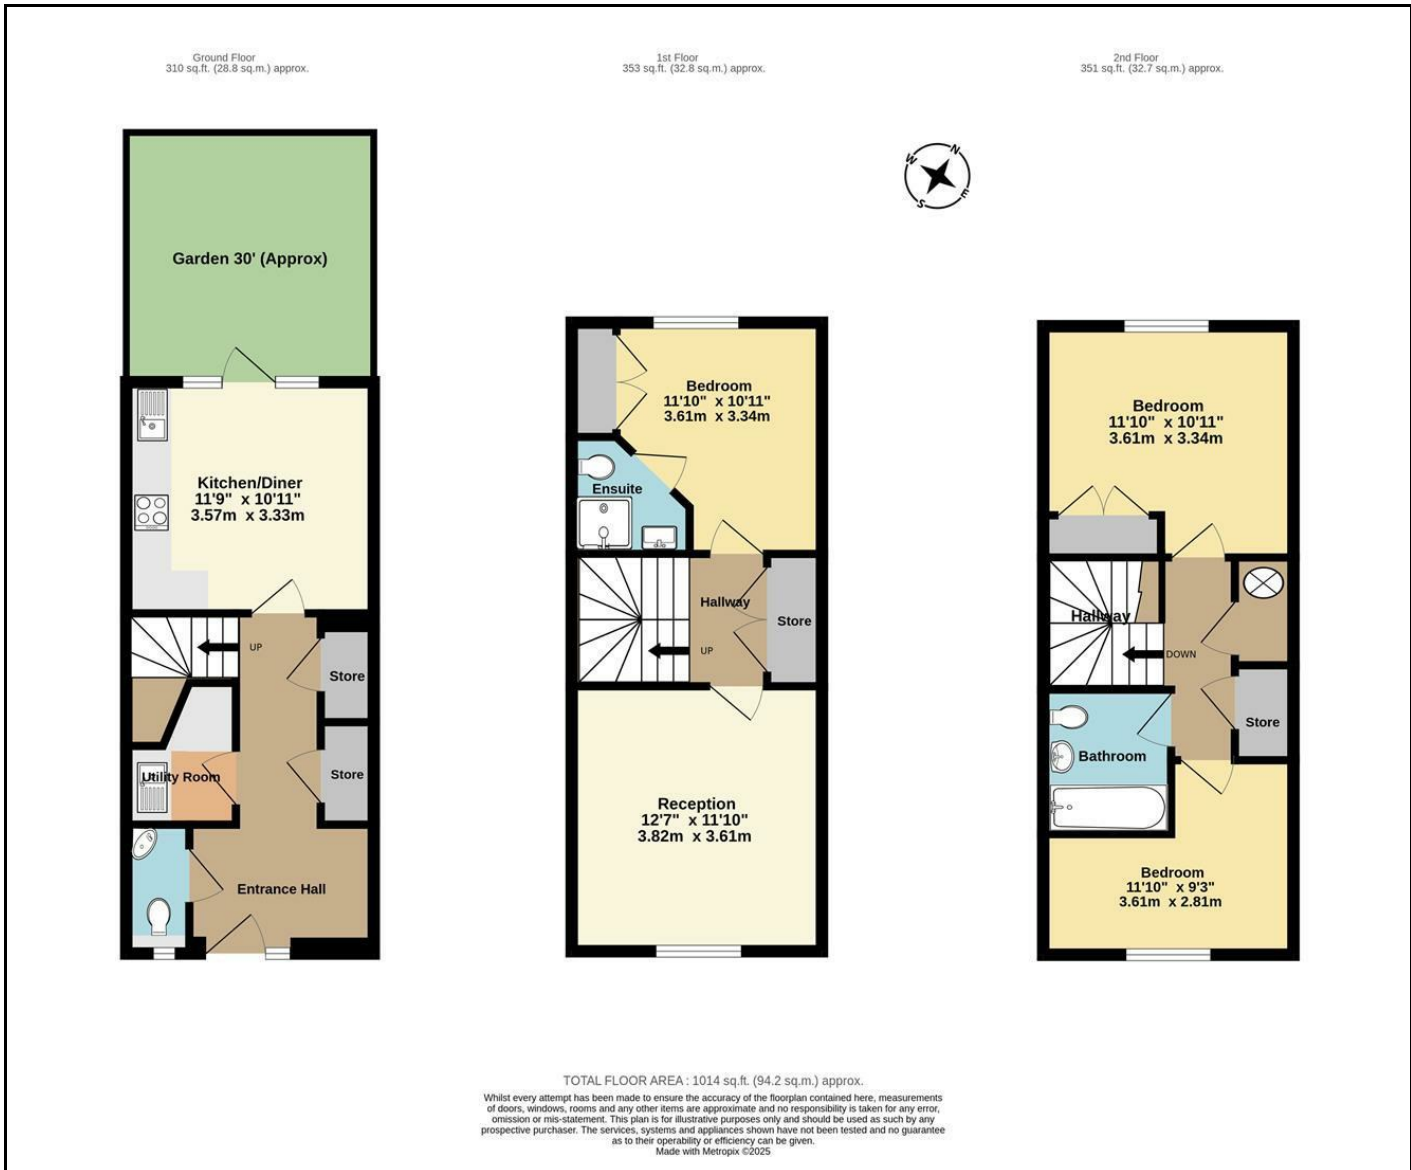 Ground Floor
310 sq.ft. (28.8 sq.m.) approx.
1st Floor
353 sq.ft. (32.8 sq.m.) approx.
2nd Floor
351 sq.ft. (32.7 sq.m.) approx.
N
W
E
S
Garden 30' (Approx)
Kitchen/Diner
11'9" x 10'11"
3.57m x 3.33m
UP
Store
Store
Utility Room
Entrance Hall
Bedroom
11'10" x 10'11"
3.61m x 3.34m
Ensuite
Hallway
Store
UP
Reception
12'7" x 11'10"
3.82m x 3.61m
Bedroom
11'10" x 10'11"
3.61m x 3.34m
Hallway
DOWN
Store
Bathroom
Bedroom
11'10" x 9'3"
3.61m x 2.81m
TOTAL FLOOR AREA : 1014 sq.ft. (94.2 sq.m.) approx.
Whilst every attempt has been made to ensure the accuracy of the floorplan contained here, measurements
of doors, windows, rooms and any other items are approximate and no responsibility is taken for any error,
omission or mis-statement. This plan is for illustrative purposes only and should be used as such by any
prospective purchaser. The services, systems and appliances shown have not been tested and no guarantee
as to their operability or efficiency can be given.
Made with Metropix ©2025